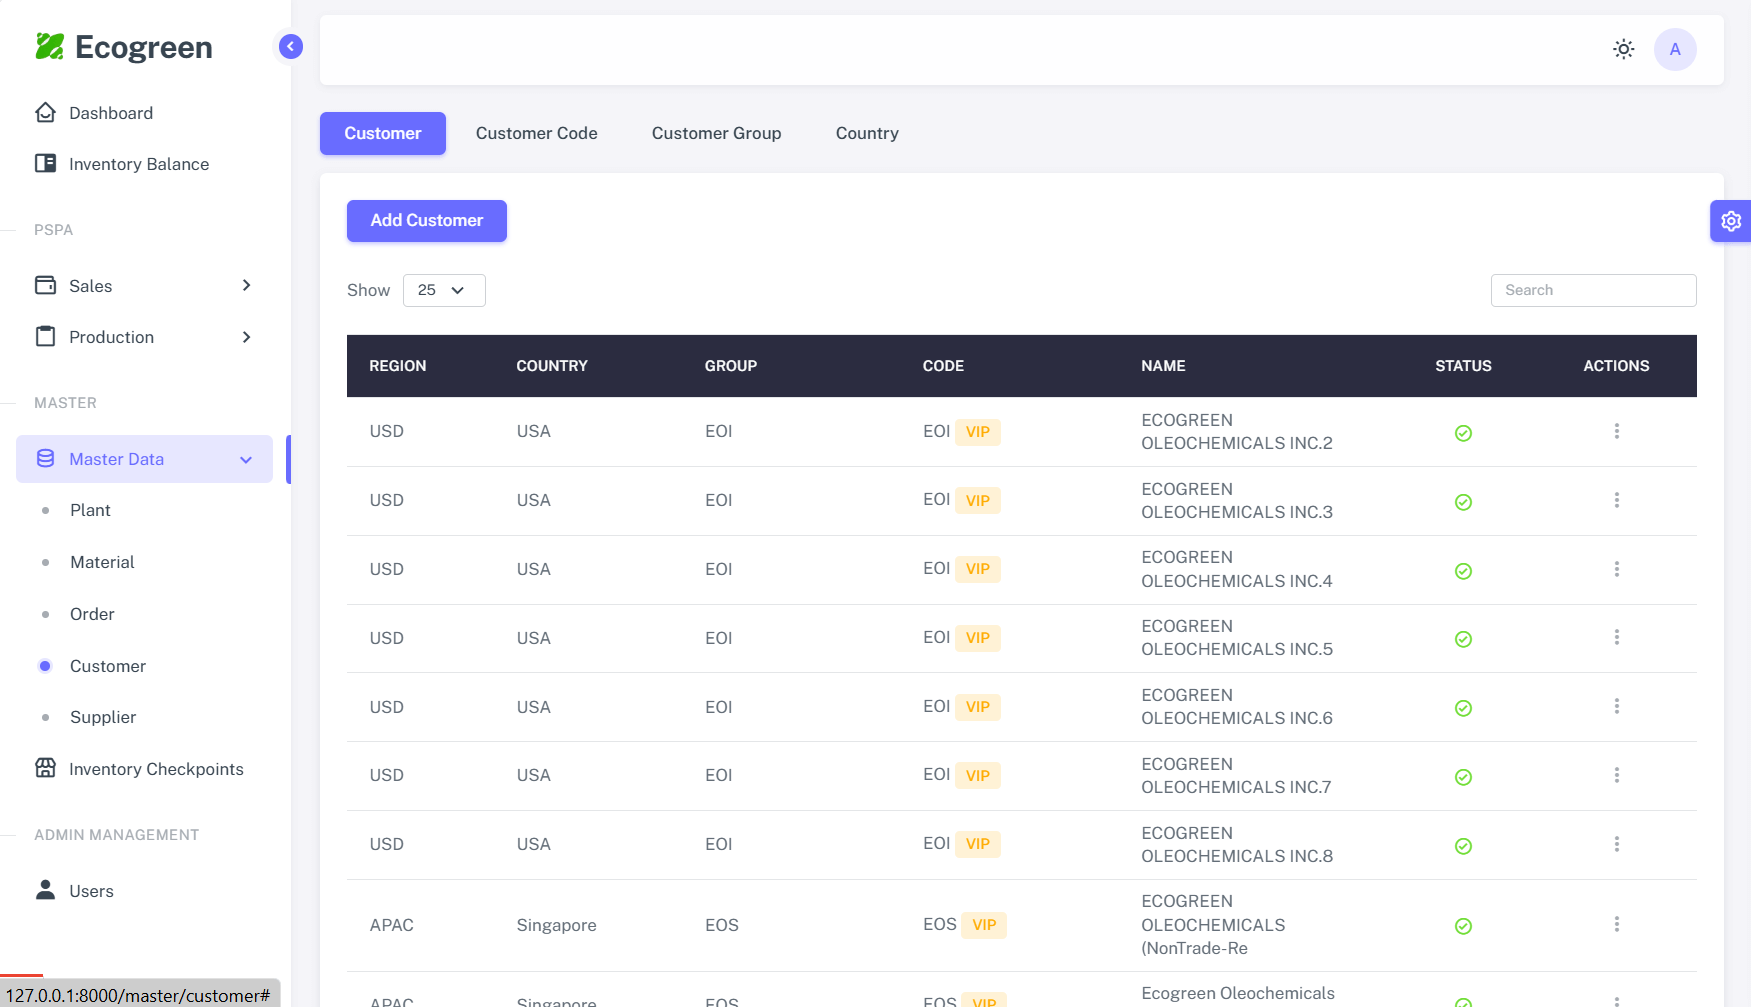 Ecogreen
A
Dashboard
Inventory Balance
PSPA
Sales
Production
MASTER
Master Data
Plant
Material
Order
Customer
Supplier
Inventory Checkpoints
ADMIN MANAGEMENT
Users
127.0.0.1:8000/master/customer#
Customer Customer Code Customer Group Country
Add Customer
Show 25 Search
REGION COUNTRY GROUP CODE NAME STATUS ACTIONS
USD USA EOI EOI VIP ECOGREEN
OLEOCHEMICALS INC.2
USD USA EOI EOI VIP ECOGREEN
OLEOCHEMICALS INC.3
USD USA EOI EOI VIP ECOGREEN
OLEOCHEMICALS INC.4
USD USA EOI EOI VIP ECOGREEN
OLEOCHEMICALS INC.5
USD USA EOI EOI VIP ECOGREEN
OLEOCHEMICALS INC.6
USD USA EOI EOI VIP ECOGREEN
OLEOCHEMICALS INC.7
USD USA EOI EOI VIP ECOGREEN
OLEOCHEMICALS INC.8
APAC Singapore EOS EOS VIP ECOGREEN
OLEOCHEMICALS
(NonTrade-Re
APAC Singapore EOS EOS VIP Ecogreen Oleochemicals